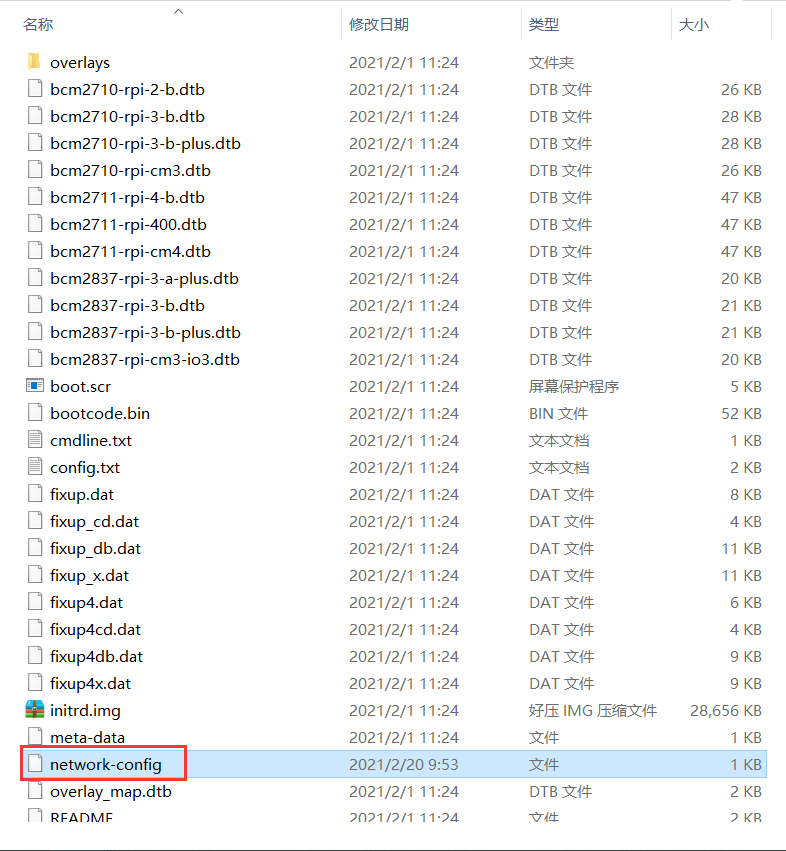 名称 修改日期 类型 大小
overlays 2021/2/1 11:24 文件夹
bcm2710-rpi-2-b.dtb 2021/2/1 11:24 DTB 文件 26 KB
bcm2710-rpi-3-b.dtb 2021/2/1 11:24 DTB 文件 28 KB
bcm2710-rpi-3-b-plus.dtb 2021/2/1 11:24 DTB 文件 28 KB
bcm2710-rpi-cm3.dtb 2021/2/1 11:24 DTB 文件 26 KB
bcm2711-rpi-4-b.dtb 2021/2/1 11:24 DTB 文件 47 KB
bcm2711-rpi-400.dtb 2021/2/1 11:24 DTB 文件 47 KB
bcm2711-rpi-cm4.dtb 2021/2/1 11:24 DTB 文件 47 KB
bcm2837-rpi-3-a-plus.dtb 2021/2/1 11:24 DTB 文件 20 KB
bcm2837-rpi-3-b.dtb 2021/2/1 11:24 DTB 文件 21 KB
bcm2837-rpi-3-b-plus.dtb 2021/2/1 11:24 DTB 文件 21 KB
bcm2837-rpi-cm3-io3.dtb 2021/2/1 11:24 DTB 文件 20 KB
boot.scr 2021/2/1 11:24 屏幕保护程序 5 KB
bootcode.bin 2021/2/1 11:24 BIN 文件 52 KB
cmdline.txt 2021/2/1 11:24 文本文档 1 KB
config.txt 2021/2/1 11:24 文本文档 2 KB
fixup.dat 2021/2/1 11:24 DAT 文件 8 KB
fixup_cd.dat 2021/2/1 11:24 DAT 文件 4 KB
fixup_db.dat 2021/2/1 11:24 DAT 文件 11 KB
fixup_x.dat 2021/2/1 11:24 DAT 文件 11 KB
fixup4.dat 2021/2/1 11:24 DAT 文件 6 KB
fixup4cd.dat 2021/2/1 11:24 DAT 文件 4 KB
fixup4db.dat 2021/2/1 11:24 DAT 文件 9 KB
fixup4x.dat 2021/2/1 11:24 DAT 文件 9 KB
initrd.img 2021/2/1 11:24 好压 IMG 压缩文件 28,656 KB
meta-data 2021/2/1 11:24 文件 1 KB
network-config 2021/2/20 9:53 文件 1 KB
overlay_map.dtb 2021/2/1 11:24 DTB 文件 2 KB
README 2021/2/1 11:24 文件 2 KB